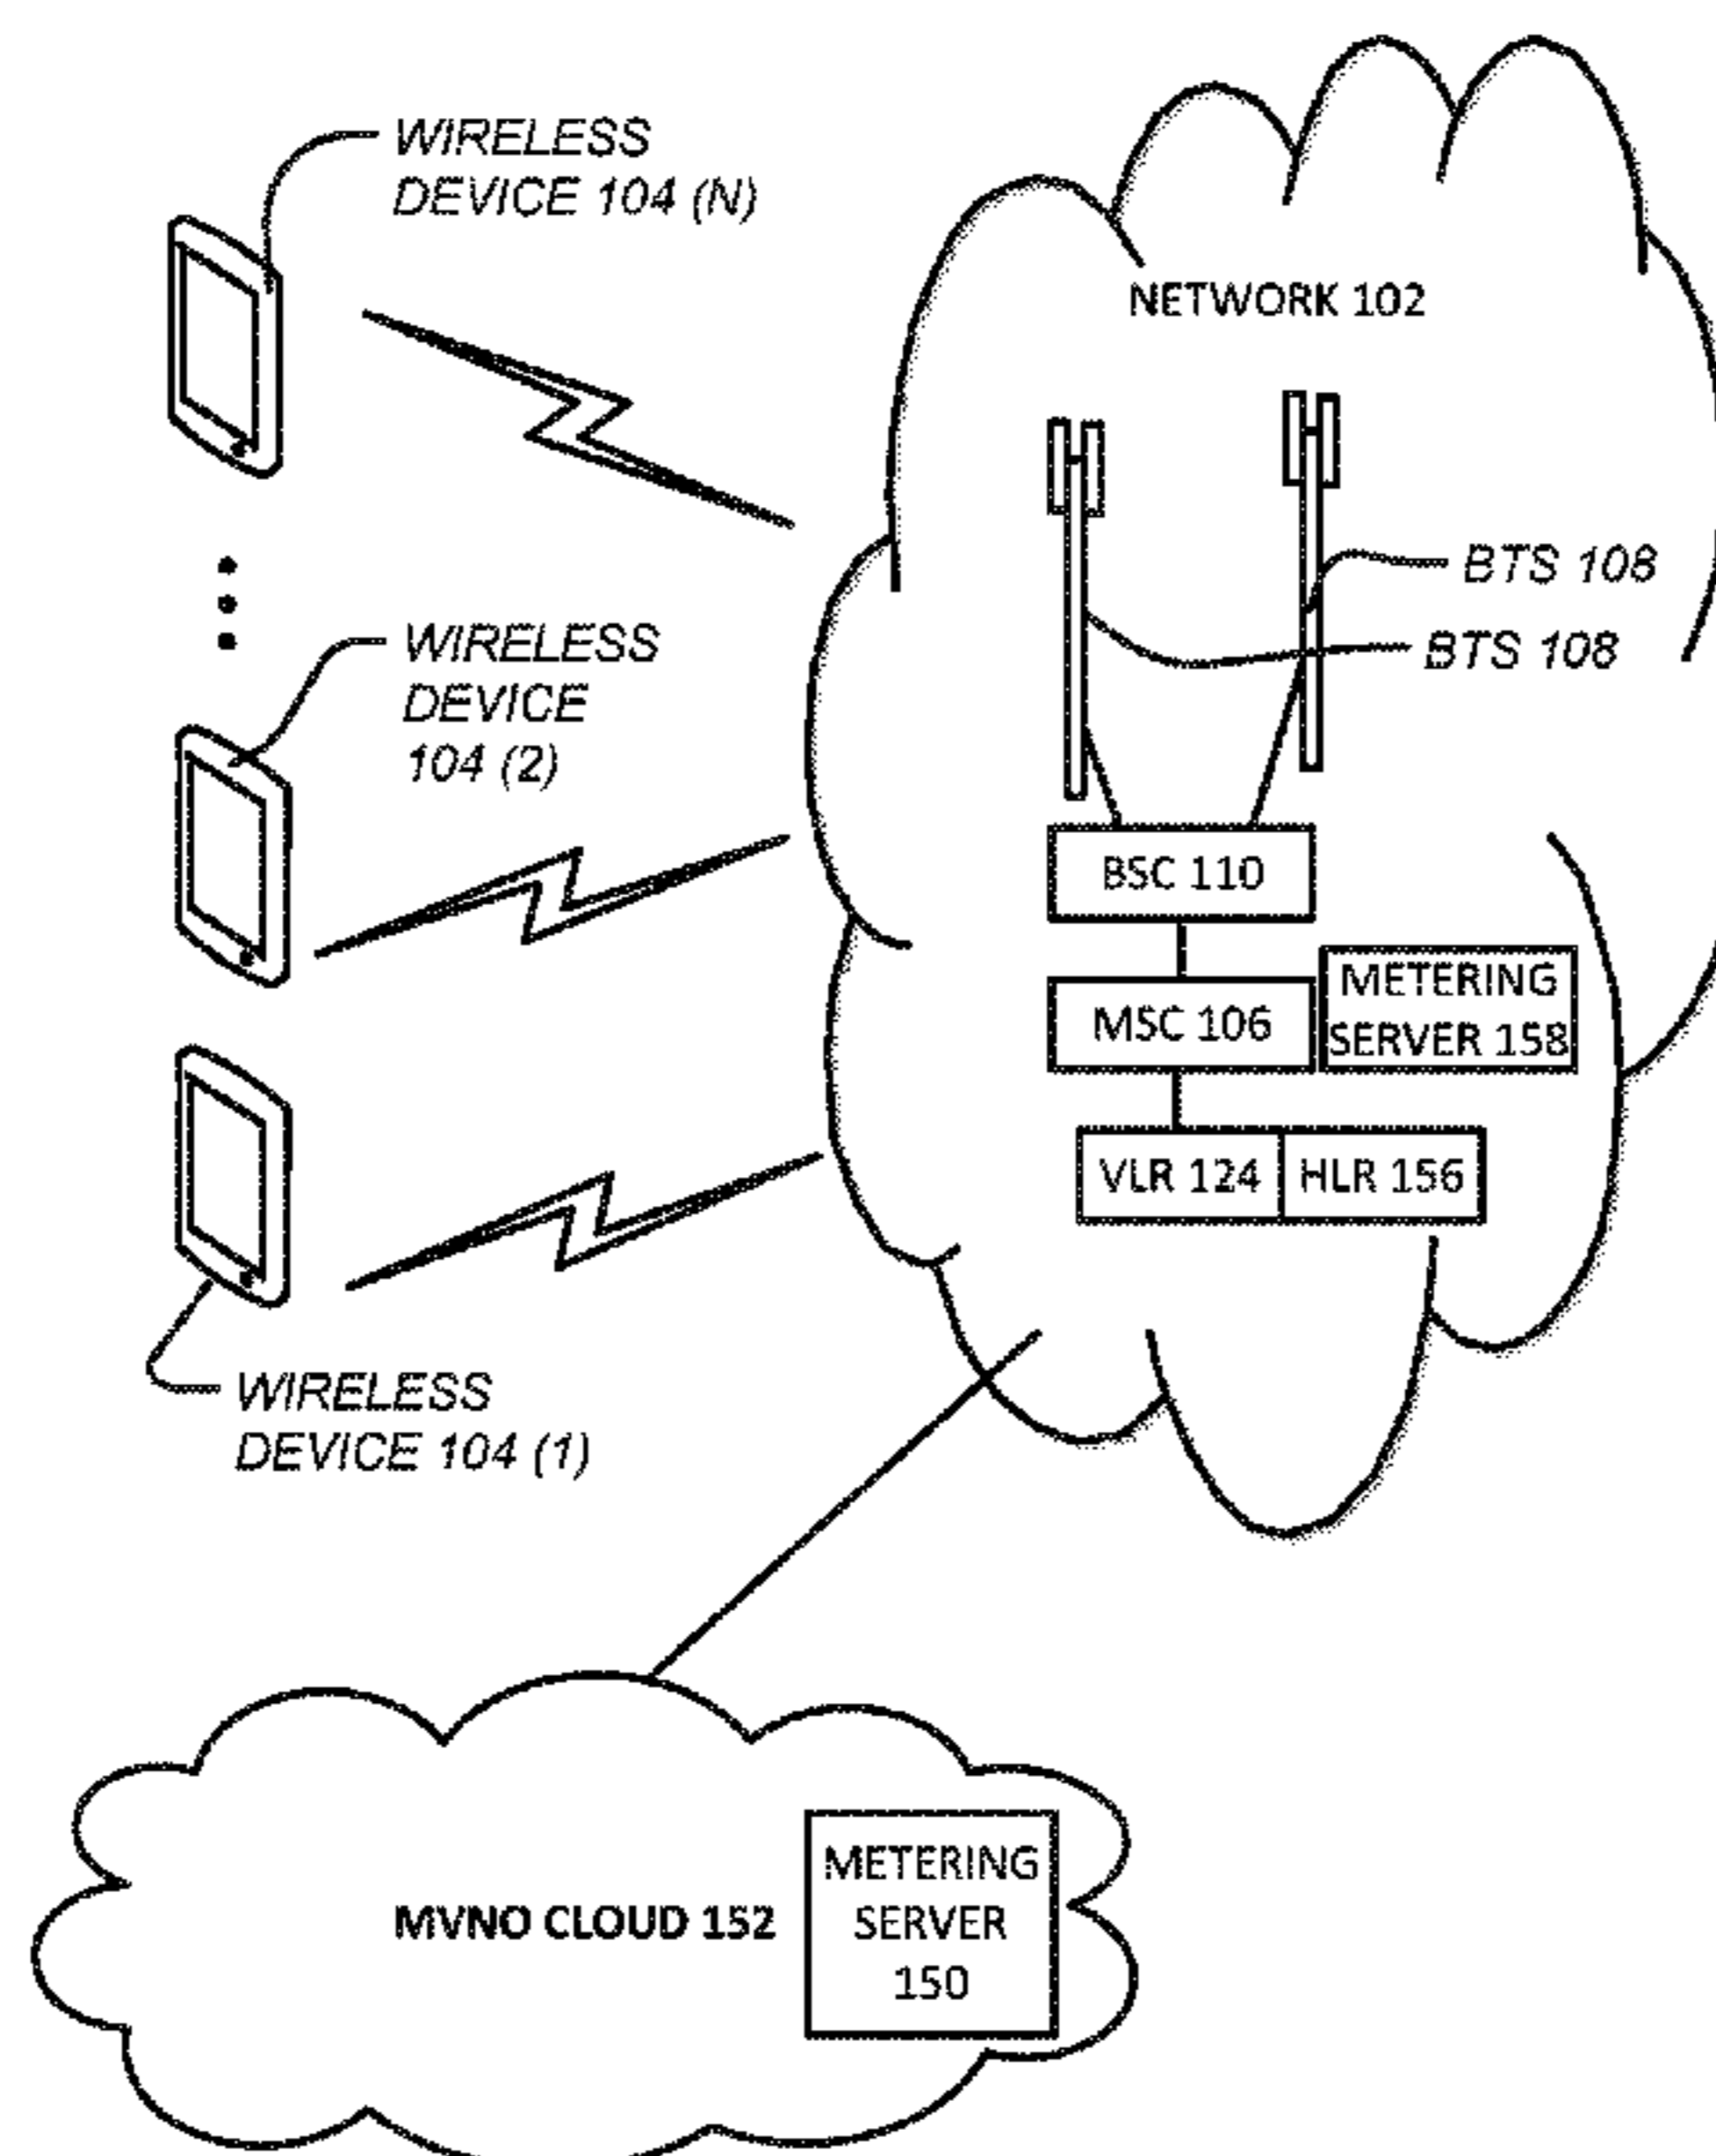 WIRELESS
DEVICE 104 (N)
NETWORK 102
BTS 108
WIRELESS
DEVICE
104 (2)
BTS 108
BSC 110
METERING
SERVER 158
MSC 106
VLR 124
HLR 156
WIRELESS
DEVICE 104 (1)
MVNO CLOUD 152
METERING
SERVER
150